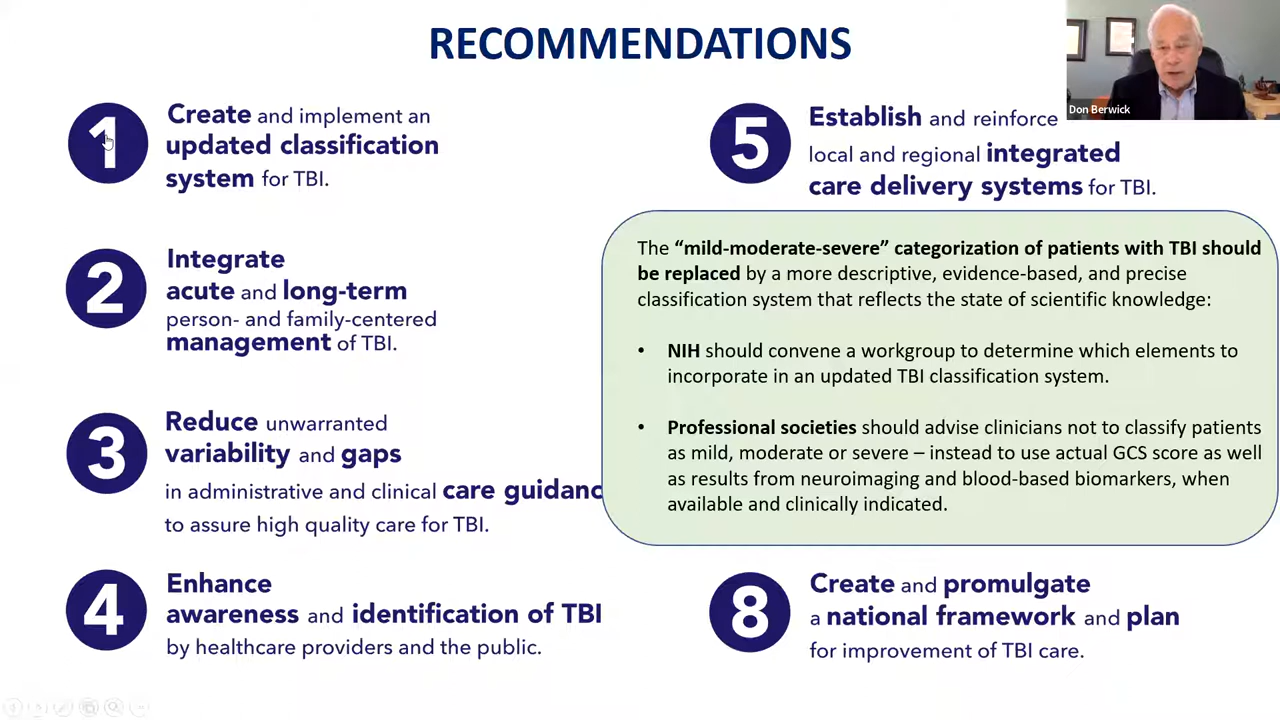 RECOMMENDATIONS
Don Berwick
1
Create and implement an
updated classification
system for TBI.
2
Integrate
acute and long-term
person- and family-centered
management of TBI.
3
Reduce unwarranted
variability and gaps
in administrative and clinical care guidanc
to assure high quality care for TBI.
4
Enhance
awareness and identification of TBI
by healthcare providers and the public.
5
Establish and reinforce
local and regional integrated
care delivery systems for TBI.
The “mild-moderate-severe” categorization of patients with TBI should
be replaced by a more descriptive, evidence-based, and precise
classification system that reflects the state of scientific knowledge:
• NIH should convene a workgroup to determine which elements to
incorporate in an updated TBI classification system.
• Professional societies should advise clinicians not to classify patients
as mild, moderate or severe – instead to use actual GCS score as well
as results from neuroimaging and blood-based biomarkers, when
available and clinically indicated.
8
Create and promulgate
a national framework and plan
for improvement of TBI care.